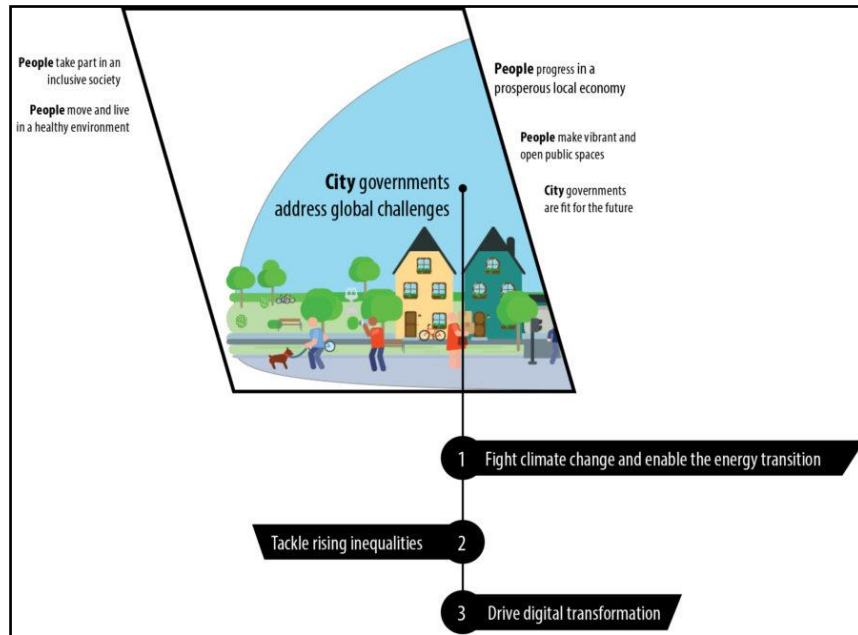 People take part in an
inclusive society
People move and live
in a healthy environment
People progress in a
prosperous local economy
People make vibrant and
open public spaces
City governments
are fit for the future
City governments
address global challenges
1 Fight climate change and enable the energy transition
Tackle rising inequalities 2
3 Drive digital transformation